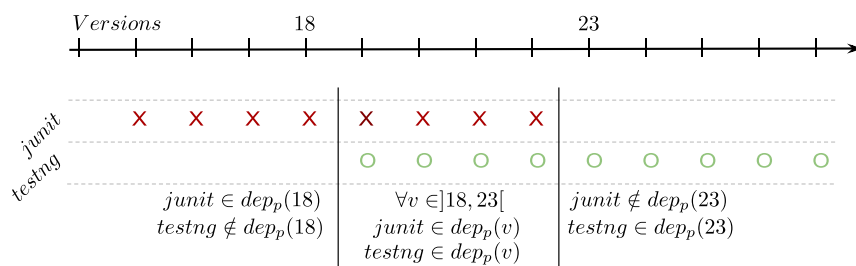 Versions 18 23
junit X X X X X X X X
testng O O O O O O O O O
junit ∈ dep_p(18) ∀v ∈]18, 23[ junit ∉ dep_p(23)
testng ∉ dep_p(18) junit ∈ dep_p(v) testng ∈ dep_p(23)
testng ∈ dep_p(v)